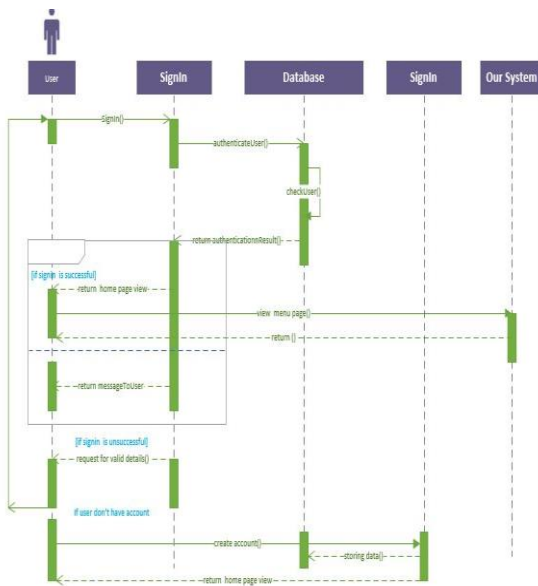 User
SignIn
Database
SignIn
Our System
SignIn()
authenticateUser()
checkUser()
return authenticationnResult()
[if signin is successful]
return home page view
view menu page()
return ()
return messageToUser
[if signin is unsuccessful]
request for valid details()
If user don't have account
create account()
storing data()
return home page view